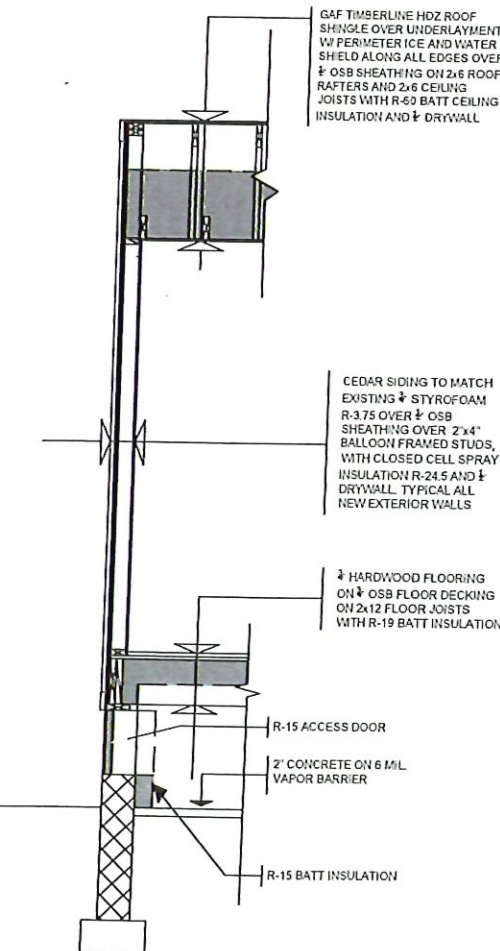 GAF TIMBERLINE HDZ ROOF
SHINGLE OVER UNDERLAYMENT
W/ PERIMETER ICE AND WATER
SHIELD ALONG ALL EDGES OVER
OSB SHEATHING ON 2x6 ROOF
RAFTERS AND 2x6 CEILING
JOISTS WITH R-60 BATT CEILING
INSULATION AND DRYWALL
CEDAR SIDING TO MATCH
EXISTING STYROFOAM
R-3.75 OVER OSB
SHEATHING OVER 2"x4"
BALLOON FRAMED STUDS,
WITH CLOSED CELL SPRAY
INSULATION R-24.5 AND
DRYWALL. TYPICAL ALL
NEW EXTERIOR WALLS
HARDWOOD FLOORING
ON OSB FLOOR DECKING
ON 2x12 FLOOR JOISTS
WITH R-19 BATT INSULATION
R-15 ACCESS DOOR
2" CONCRETE ON 6 MIL
VAPOR BARRIER
R-15 BATT INSULATION